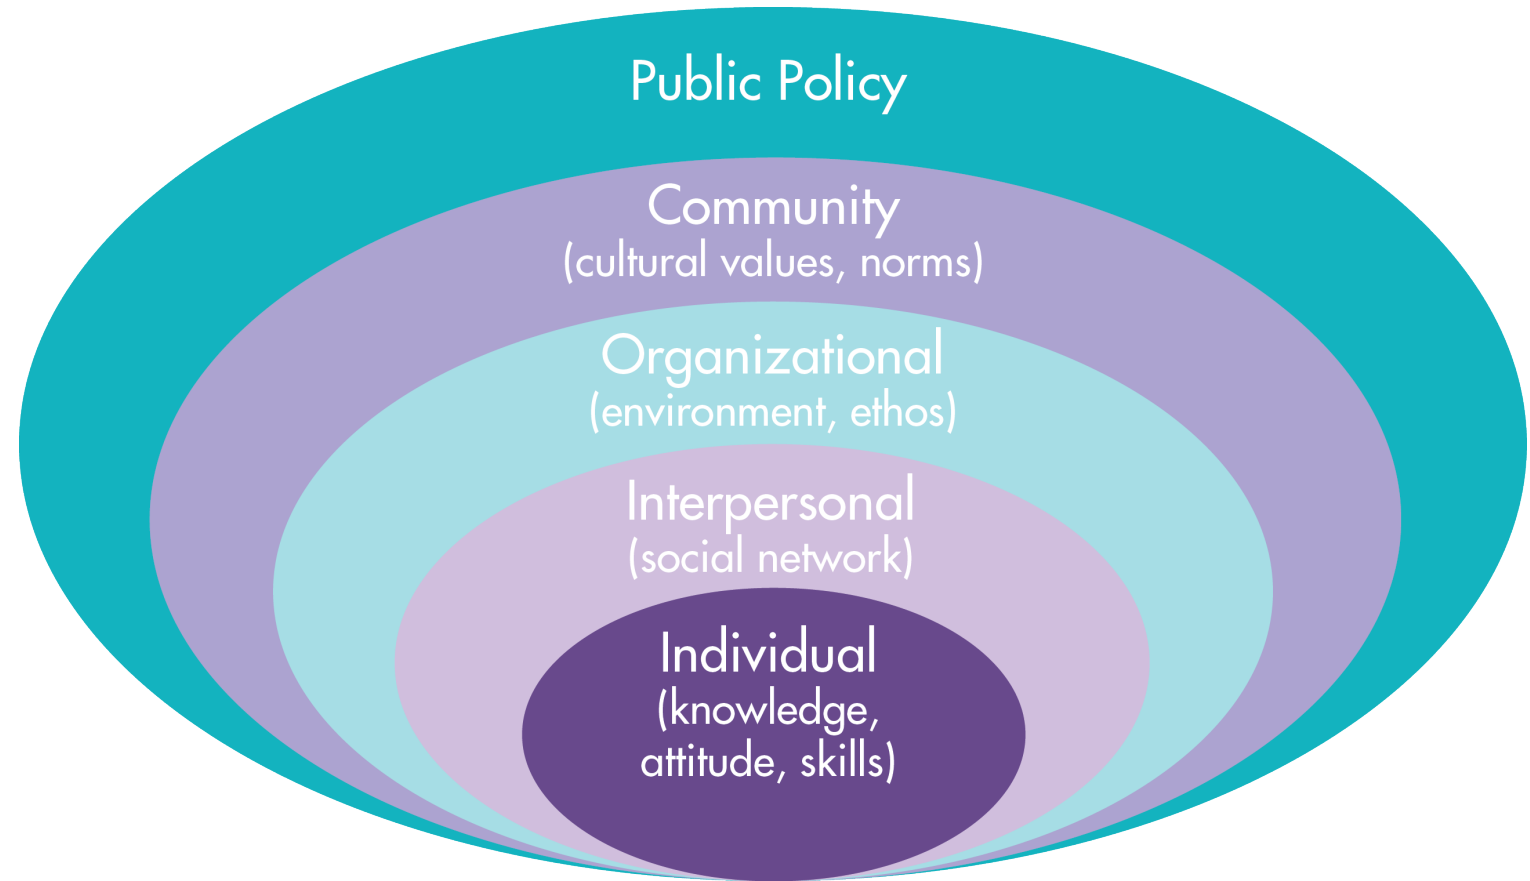 Public Policy
Community
(cultural values, norms)
Organizational
(environment, ethos)
Interpersonal
(social network)
Individual
(knowledge,
attitude, skills)